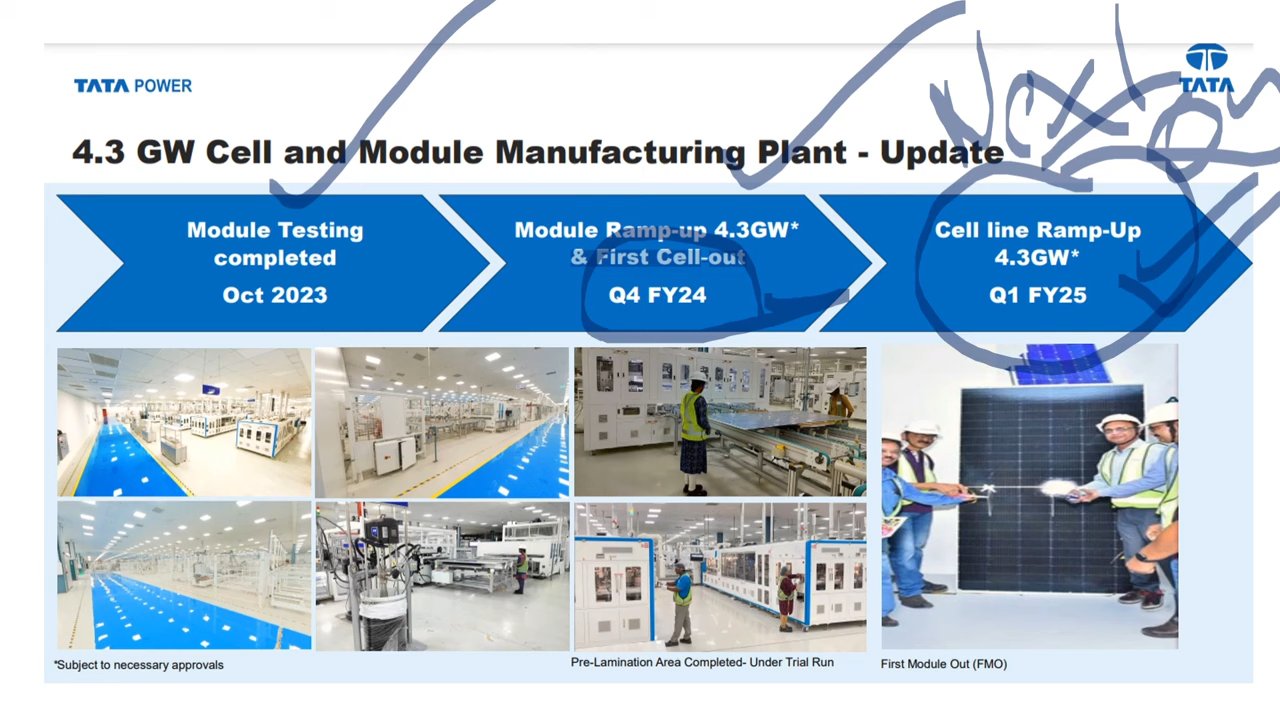 TATA POWER
TATA
Next
4.3 GW Cell and Module Manufacturing Plant - Update
Module Testing
completed
Oct 2023
Module Ramp-up 4.3GW*
& First Cell-out
Q4 FY24
Cell line Ramp-Up
4.3GW*
Q1 FY25
*Subject to necessary approvals
Pre-Lamination Area Completed- Under Trial Run
First Module Out (FMO)